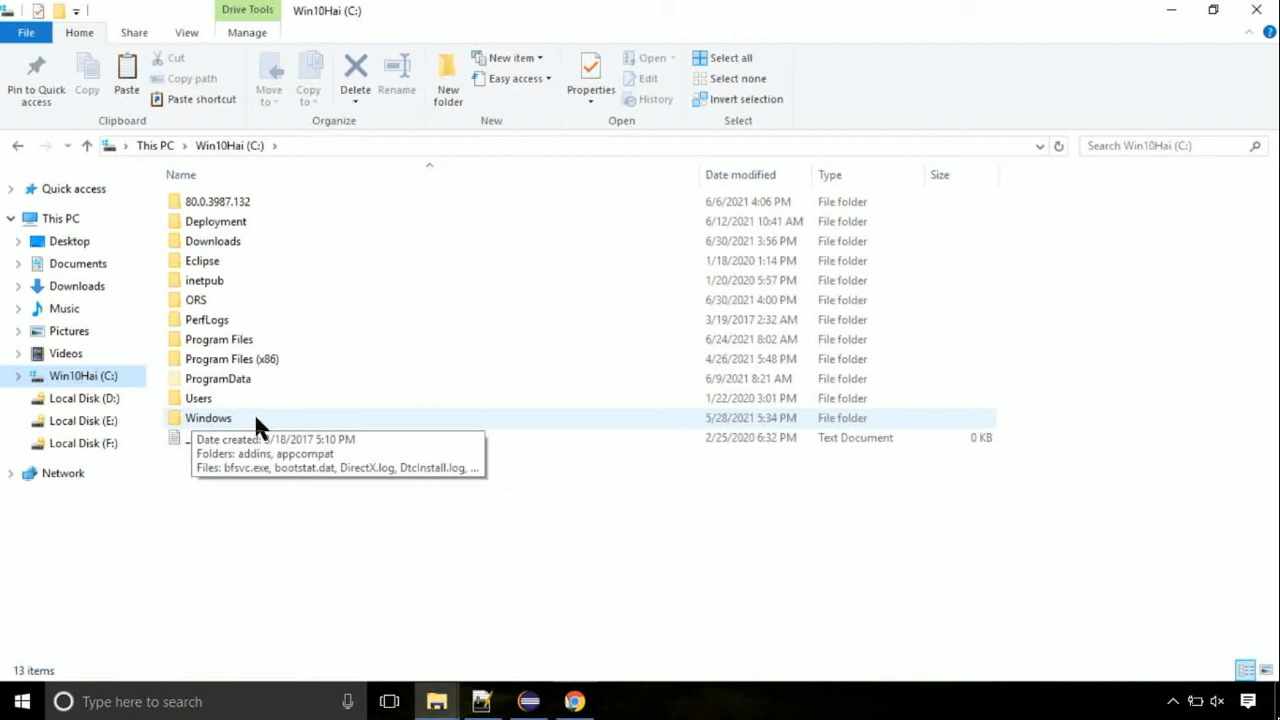 Drive Tools
Win10Hai (C:)
File
Home
Share
View
Manage
Pin to Quick access
Copy
Paste
Cut
Copy path
Paste shortcut
Clipboard
Move to
Copy to
Delete
Rename
Organize
New folder
New item
Easy access
New
Properties
Open
Edit
History
Open
Select all
Select none
Invert selection
Select
This PC
Win10Hai (C:)
Search Win10Hai (C:)
Name
Date modified
Type
Size
Quick access
This PC
Desktop
Documents
Downloads
Music
Pictures
Videos
Win10Hai (C:)
Local Disk (D:)
Local Disk (E:)
Local Disk (F:)
Network
80.0.3987.132 6/6/2021 4:06 PM File folder
Deployment 6/12/2021 10:41 AM File folder
Downloads 6/30/2021 3:56 PM File folder
Eclipse 1/18/2020 1:14 PM File folder
inetpub 1/20/2020 5:57 PM File folder
ORS 6/30/2021 4:00 PM File folder
PerfLogs 3/19/2017 2:32 AM File folder
Program Files 6/24/2021 8:02 AM File folder
Program Files (x86) 4/26/2021 5:48 PM File folder
ProgramData 6/9/2021 8:21 AM File folder
Users 1/22/2020 3:01 PM File folder
Windows 5/28/2021 5:34 PM File folder
2/25/2020 6:32 PM Text Document 0 KB
Date created: /18/2017 5:10 PM
Folders: addins, appcompat
Files: bfsvc.exe, bootstat.dat, DirectX.log, DtcInstall.log, ...
13 items
Type here to search